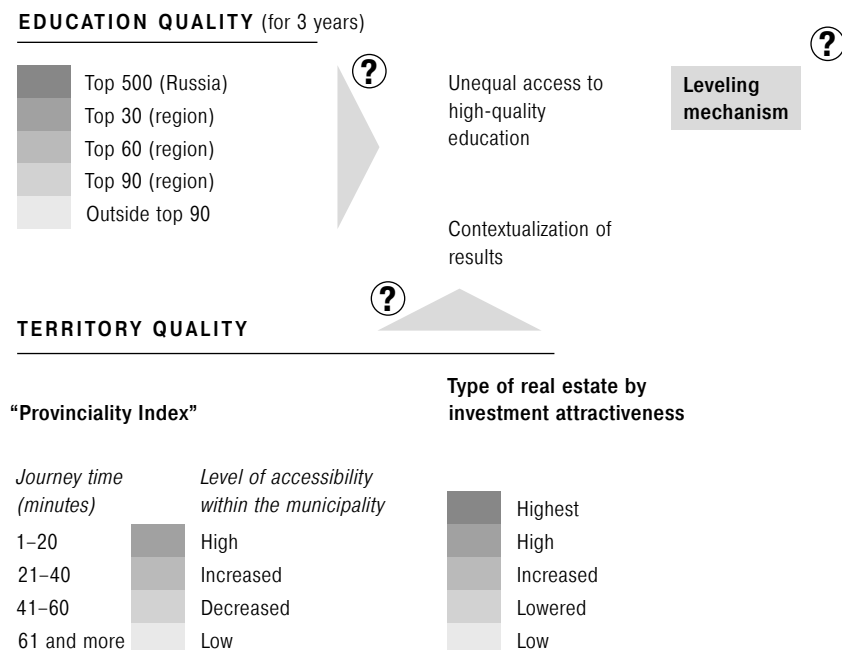 EDUCATION QUALITY (for 3 years)
?
?
Top 500 (Russia)
Top 30 (region)
Top 60 (region)
Top 90 (region)
Outside top 90
Unequal access to
high-quality
education
Leveling
mechanism
Contextualization of
results
?
TERRITORY QUALITY
“Provinciality Index”
Journey time
(minutes)
Level of accessibility
within the municipality
1–20 High
21–40 Increased
41–60 Decreased
61 and more Low
Type of real estate by
investment attractiveness
Highest
High
Increased
Lowered
Low